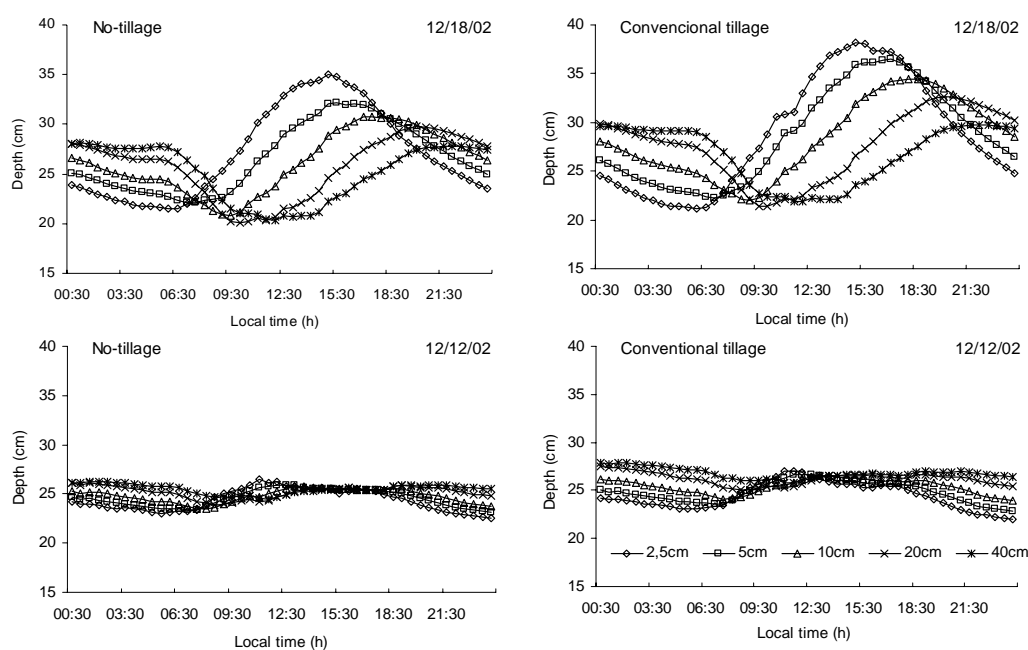 No-tillage 12/18/02
40
35
30
25
20
15
Depth (cm)
00:30 03:30 06:30 09:30 12:30 15:30 18:30 21:30
Local time (h)
Convencional tillage 12/18/02
40
35
30
25
20
15
Depth (cm)
00:30 03:30 06:30 09:30 12:30 15:30 18:30 21:30
Local time (h)
No-tillage 12/12/02
40
35
30
25
20
15
Depth (cm)
00:30 03:30 06:30 09:30 12:30 15:30 18:30 21:30
Local time (h)
Conventional tillage 12/12/02
40
35
30
25
20
15
Depth (cm)
2,5cm 5cm 10cm 20cm 40cm
00:30 03:30 06:30 09:30 12:30 15:30 18:30 21:30
Local time (h)